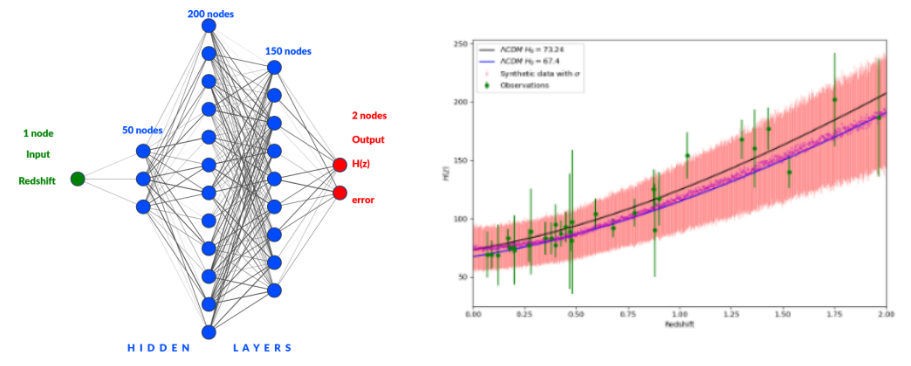 200 nodes
150 nodes
50 nodes
1 node
Input
Redshift
2 nodes
Output
H(z)
error
HIDDEN LAYERS
ΛCDM H₀ = 73.24
ΛCDM H₀ = 67.4
Synthetic data with σ
Observations
H(z)
250
200
150
100
50
0.00 0.25 0.50 0.75 1.00 1.25 1.50 1.75 2.00
Redshift